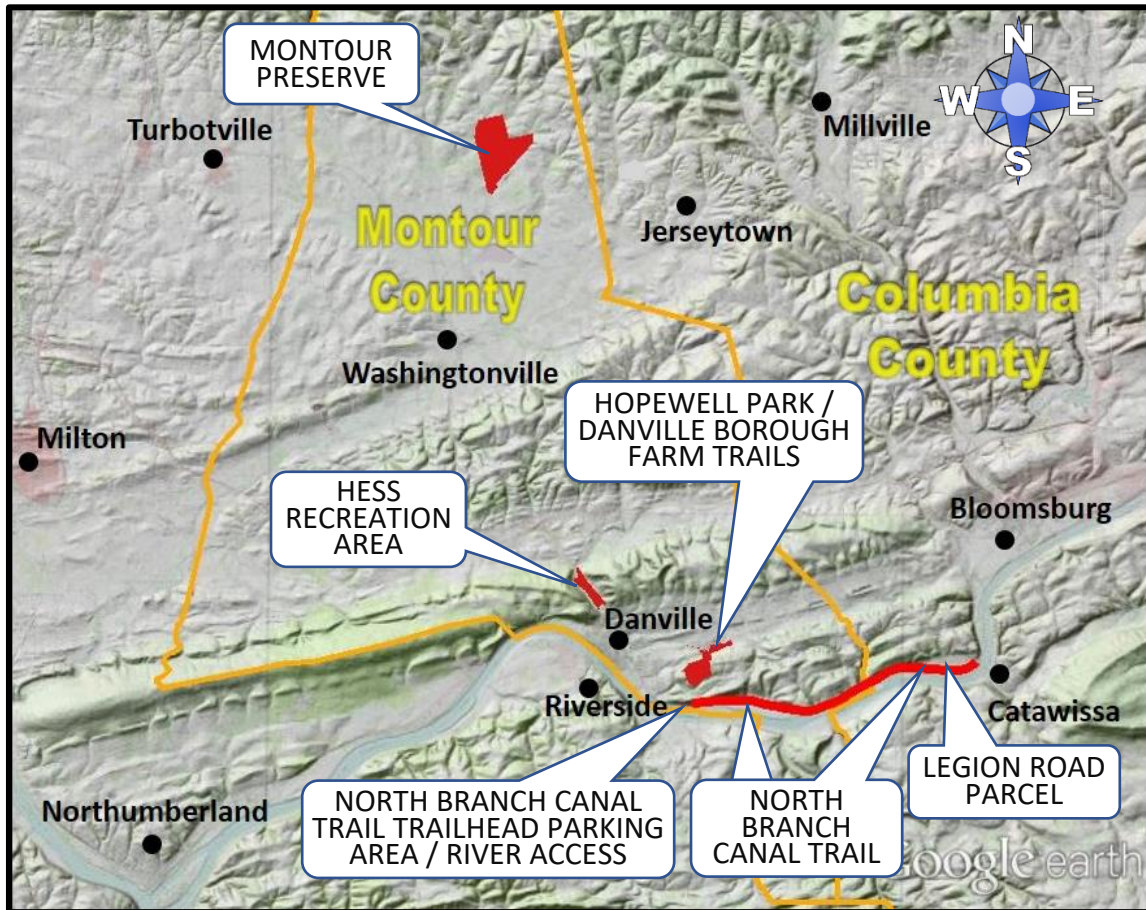 MONTOUR
PRESERVE
N
W
E
S
Turbotville
Millville
Montour
County
Jerseytown
Columbia
County
Washingtonville
HOPEWELL PARK /
DANVILLE BOROUGH
FARM TRAILS
Milton
HESS
RECREATION
AREA
Bloomsburg
Danville
Riverside
Catawissa
LEGION ROAD
PARCEL
Northumberland
NORTH BRANCH CANAL
TRAIL TRAILHEAD PARKING
AREA / RIVER ACCESS
NORTH
BRANCH
CANAL TRAIL
Google earth